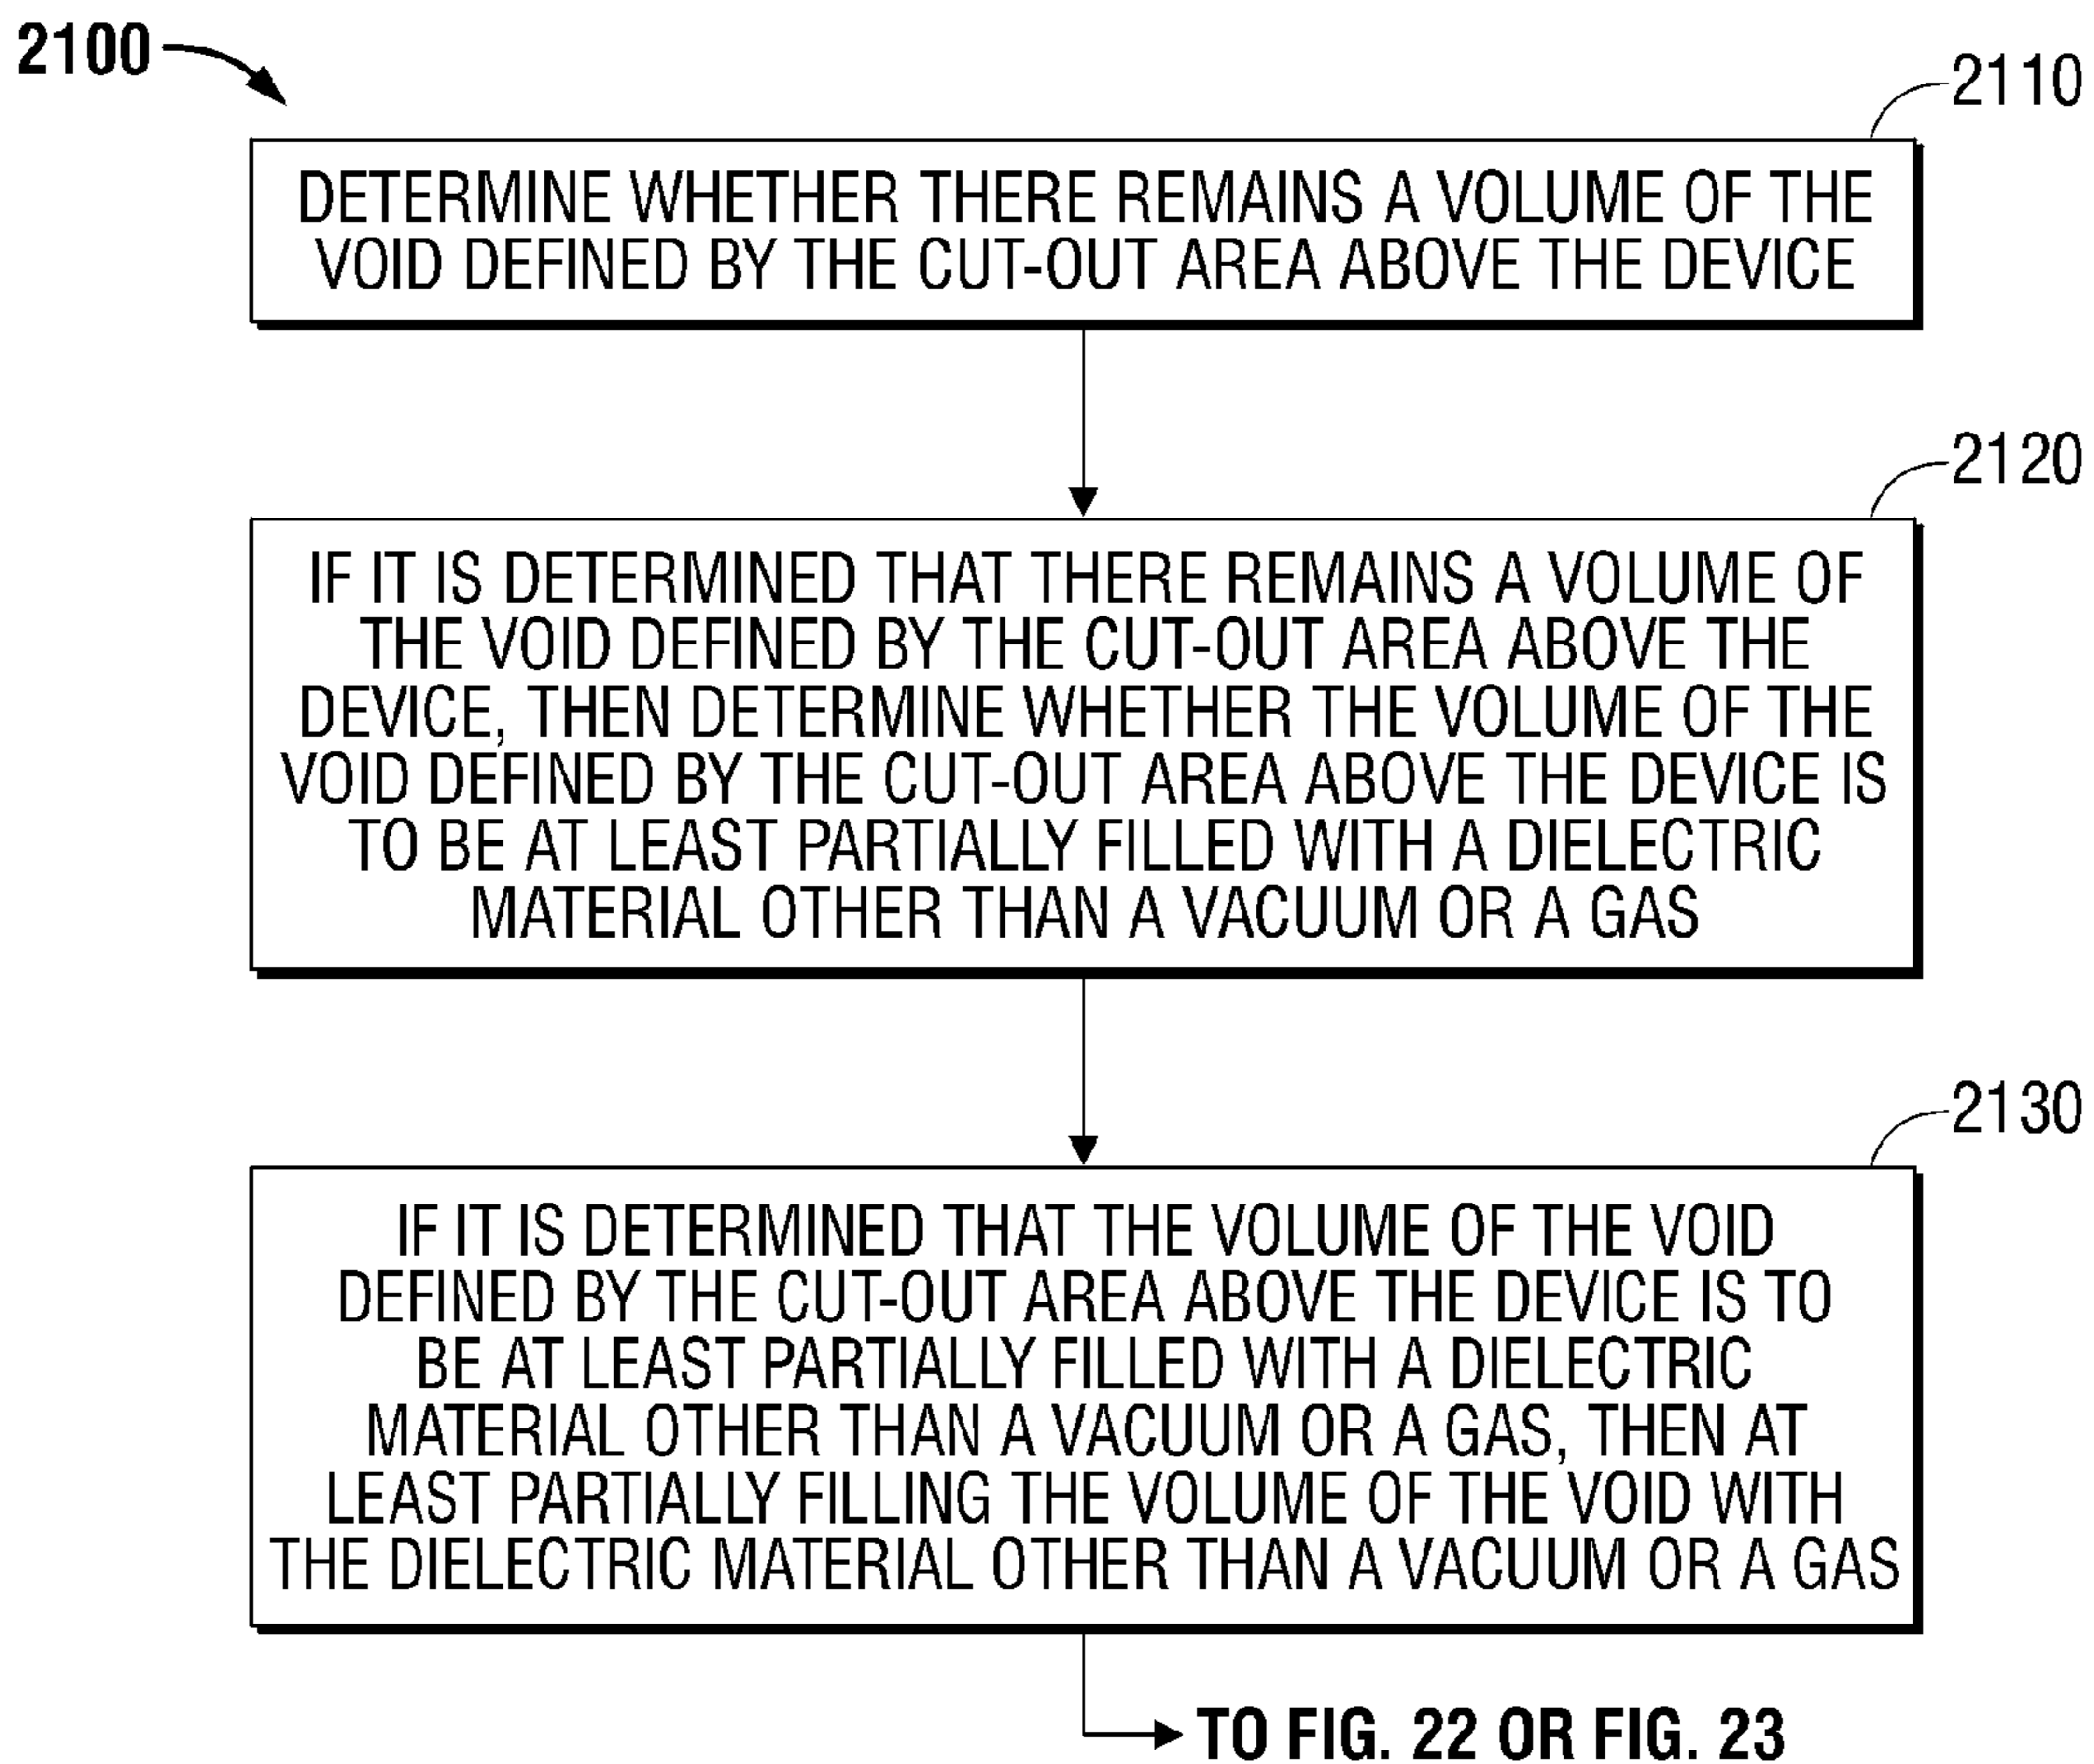 2100
2110
DETERMINE WHETHER THERE REMAINS A VOLUME OF THE
VOID DEFINED BY THE CUT-OUT AREA ABOVE THE DEVICE
2120
IF IT IS DETERMINED THAT THERE REMAINS A VOLUME OF
THE VOID DEFINED BY THE CUT-OUT AREA ABOVE THE
DEVICE, THEN DETERMINE WHETHER THE VOLUME OF THE
VOID DEFINED BY THE CUT-OUT AREA ABOVE THE DEVICE IS
TO BE AT LEAST PARTIALLY FILLED WITH A DIELECTRIC
MATERIAL OTHER THAN A VACUUM OR A GAS
2130
IF IT IS DETERMINED THAT THE VOLUME OF THE VOID
DEFINED BY THE CUT-OUT AREA ABOVE THE DEVICE IS TO
BE AT LEAST PARTIALLY FILLED WITH A DIELECTRIC
MATERIAL OTHER THAN A VACUUM OR A GAS, THEN AT
LEAST PARTIALLY FILLING THE VOLUME OF THE VOID WITH
THE DIELECTRIC MATERIAL OTHER THAN A VACUUM OR A GAS
TO FIG. 22 OR FIG. 23